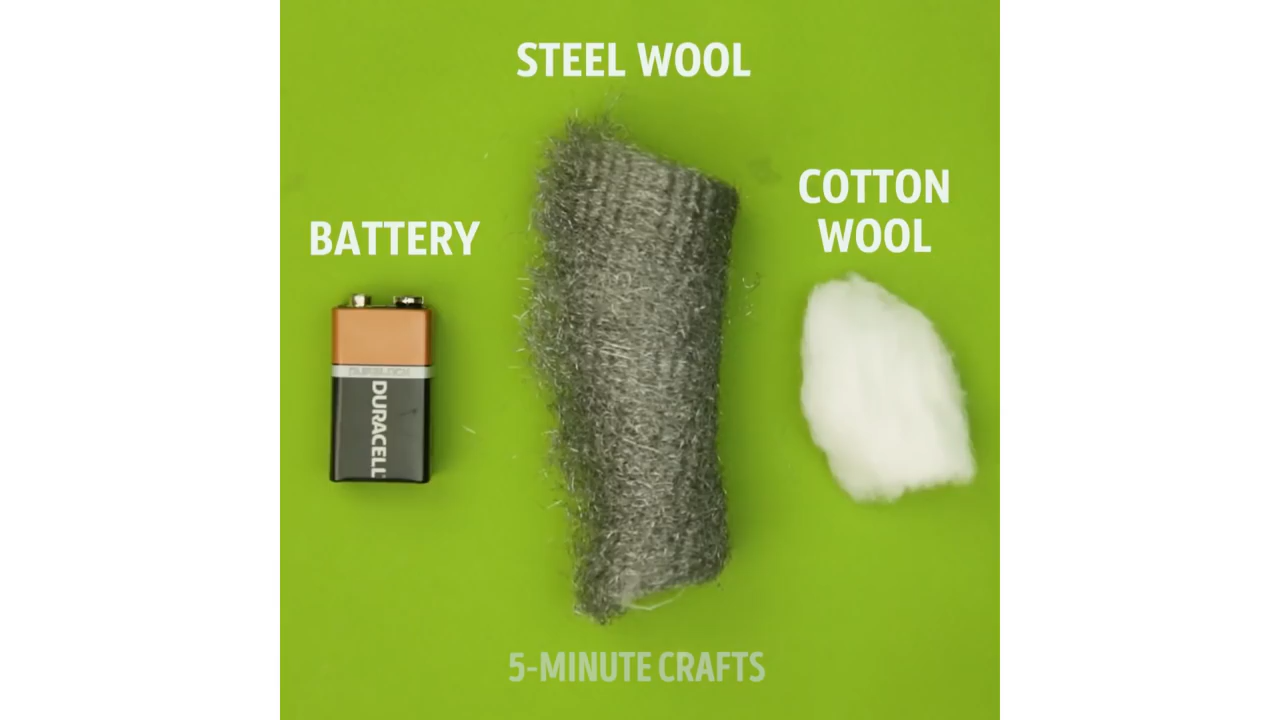 STEEL WOOL
COTTON
WOOL
BATTERY
DURACELL
5-MINUTE CRAFTS